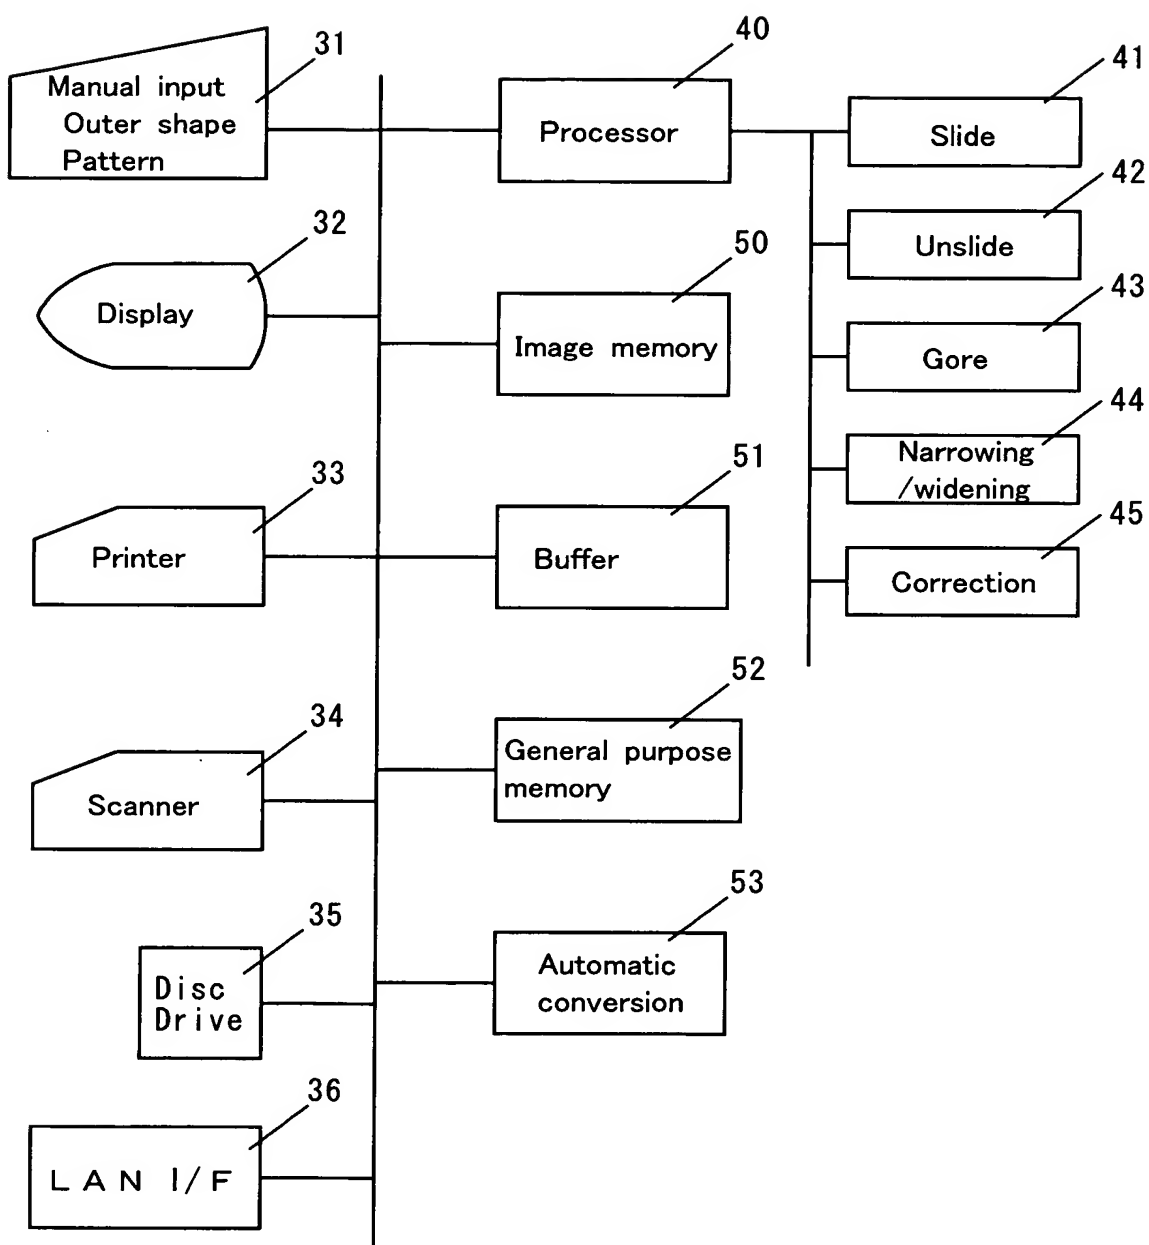 31
Manual input
Outer shape
Pattern
32
Display
33
Printer
34
Scanner
35
Disc
Drive
36
LAN I/F
40
Processor
50
Image memory
51
Buffer
52
General purpose
memory
53
Automatic
conversion
41
Slide
42
Unslide
43
Gore
44
Narrowing
/widening
45
Correction